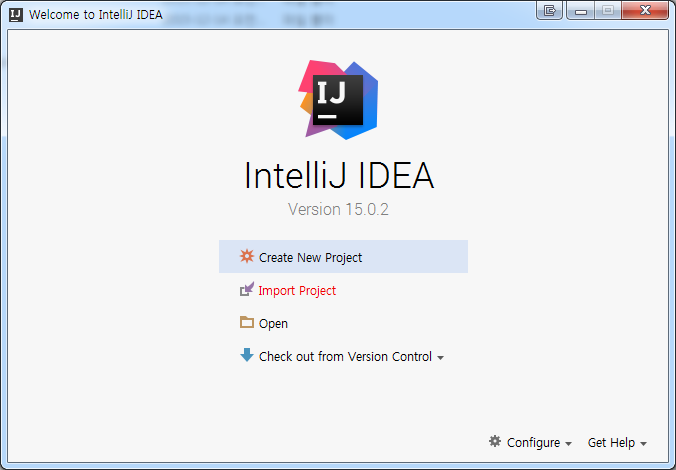 Welcome to IntelliJ IDEA
IJ
IntelliJ IDEA
Version 15.0.2
Create New Project
Import Project
Open
Check out from Version Control
Configure
Get Help